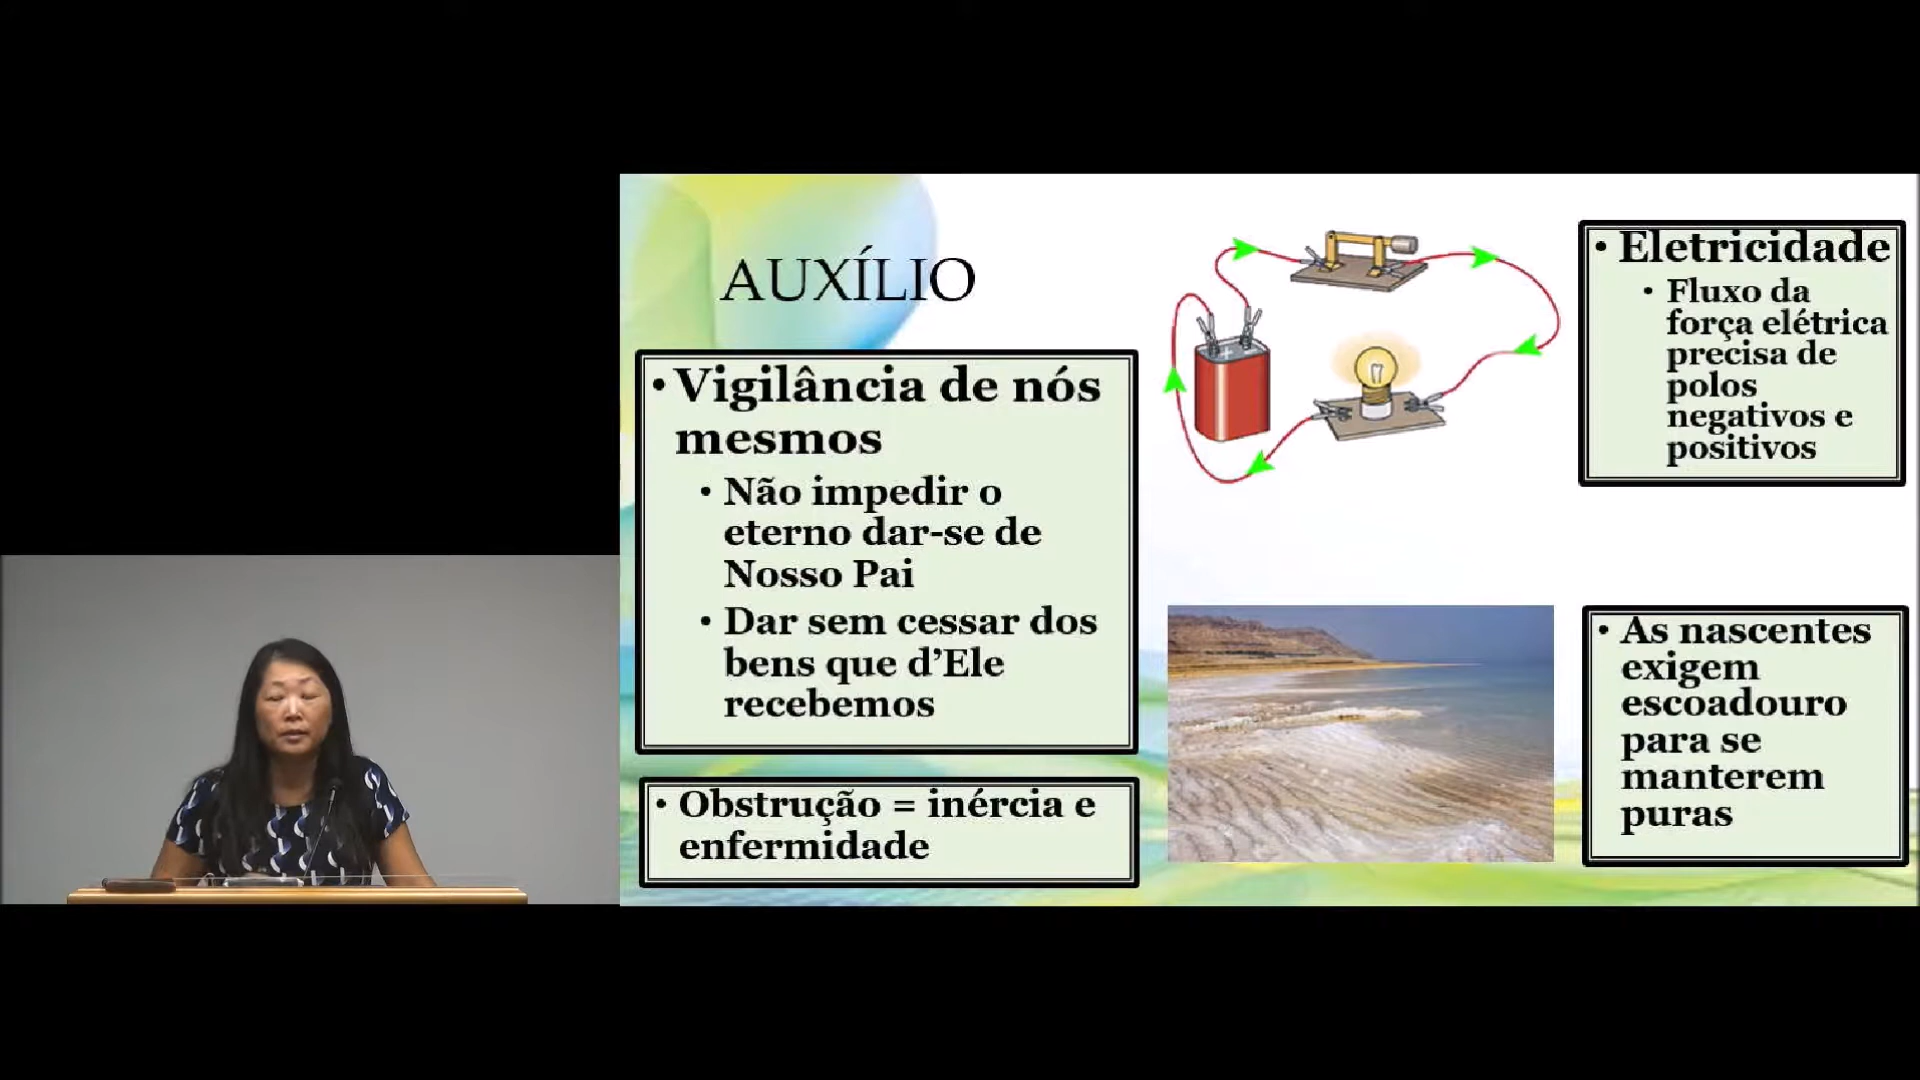 AUXÍLIO
• Vigilância de nós
mesmos
• Não impedir o
eterno dar-se de
Nosso Pai
• Dar sem cessar dos
bens que d’Ele
recebemos
• Obstrução = inércia e
enfermidade
• Eletricidade
• Fluxo da
força elétrica
precisa de
polos
negativos e
positivos
• As nascentes
exigem
escoadouro
para se
manterem
puras